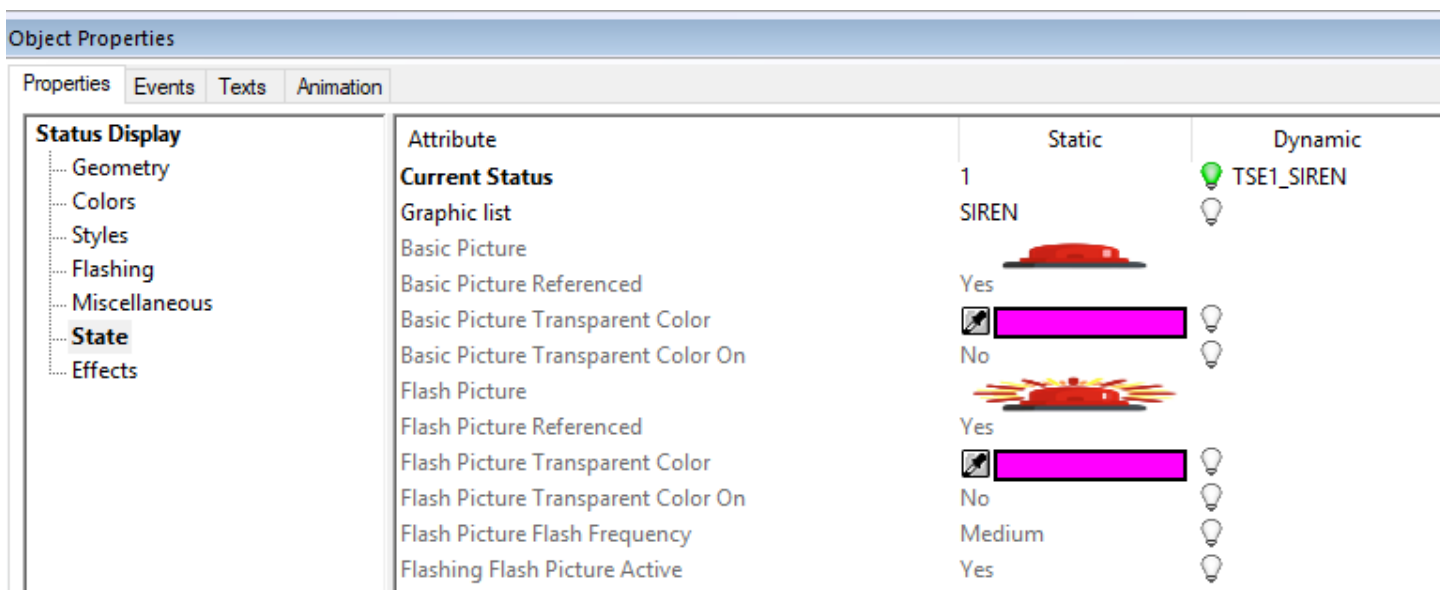 Object Properties
Properties Events Texts Animation
Status Display
Geometry
Colors
Styles
Flashing
Miscellaneous
State
Effects
Attribute Static Dynamic
Current Status 1 TSE1_SIREN
Graphic list SIREN
Basic Picture
Basic Picture Referenced Yes
Basic Picture Transparent Color
Basic Picture Transparent Color On No
Flash Picture
Flash Picture Referenced Yes
Flash Picture Transparent Color
Flash Picture Transparent Color On No
Flash Picture Flash Frequency Medium
Flashing Flash Picture Active Yes